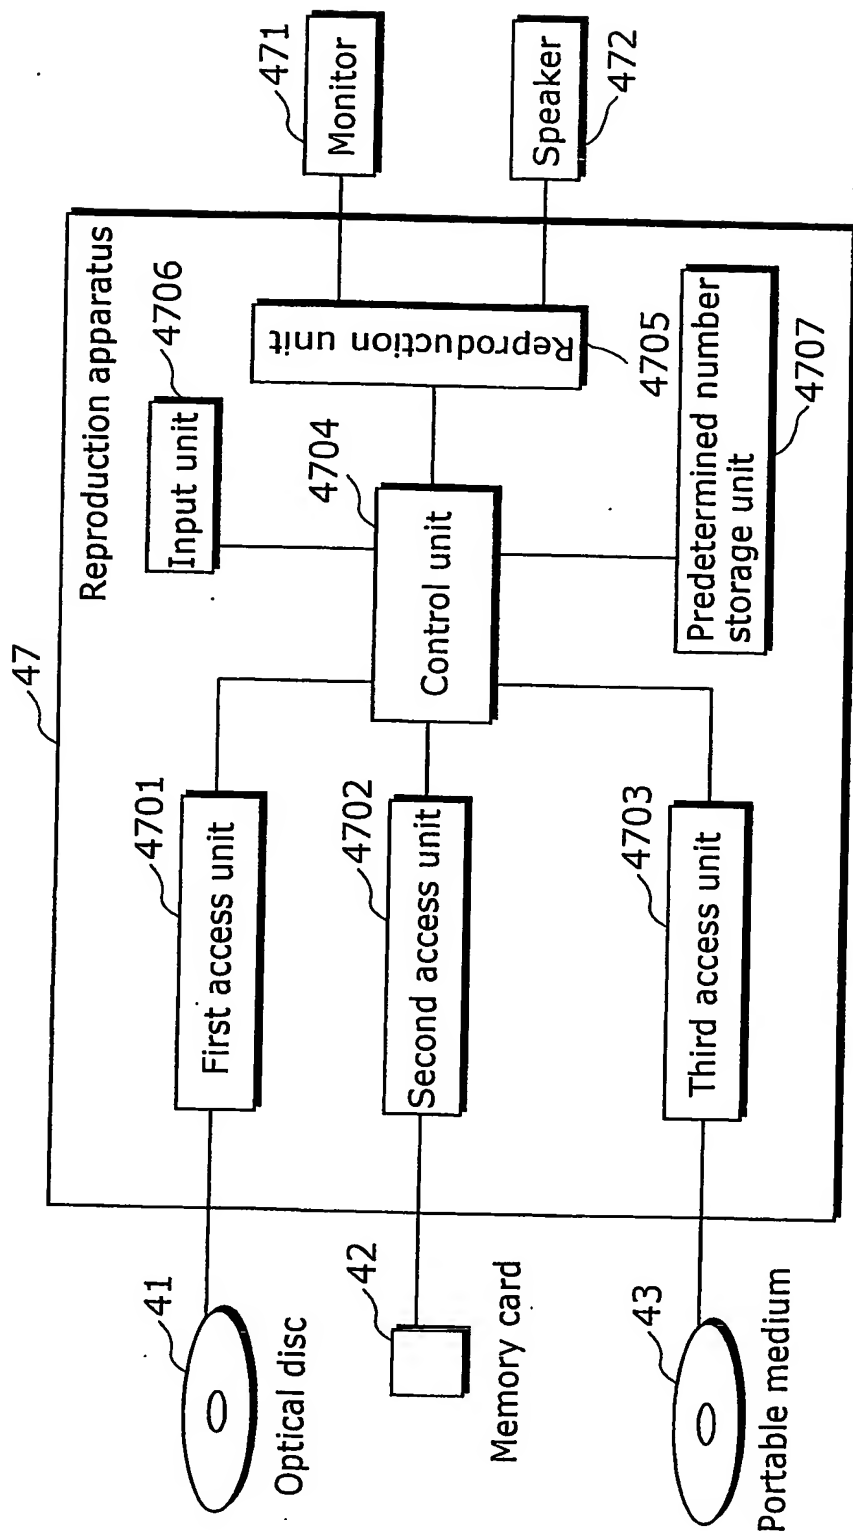 47
Reproduction apparatus
41
Optical disc
4701
First access unit
4706
Input unit
471
Monitor
42
Memory card
4702
Second access unit
4704
Control unit
Reproduction unit
4705
Speaker
472
43
Portable medium
4703
Third access unit
Predetermined number
storage unit
4707